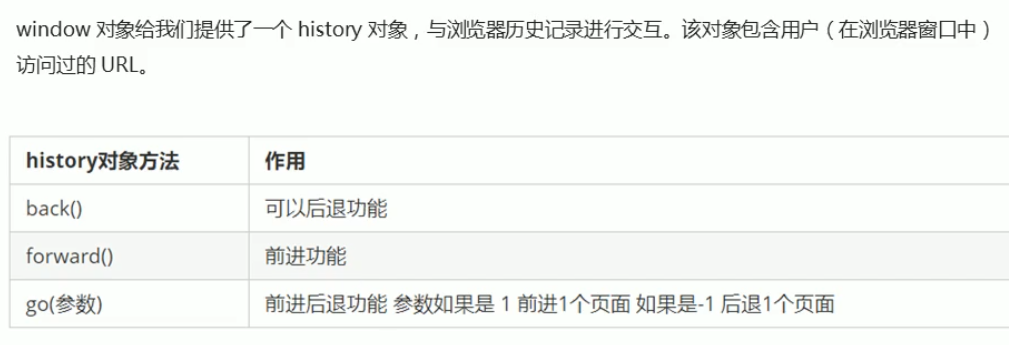 window 对象给我们提供了一个 history 对象，与浏览器历史记录进行交互。该对象包含用户（在浏览器窗口中）
访问过的 URL。
history对象方法 作用
back() 可以后退功能
forward() 前进功能
go(参数) 前进后退功能 参数如果是 1 前进1个页面 如果是-1 后退1个页面